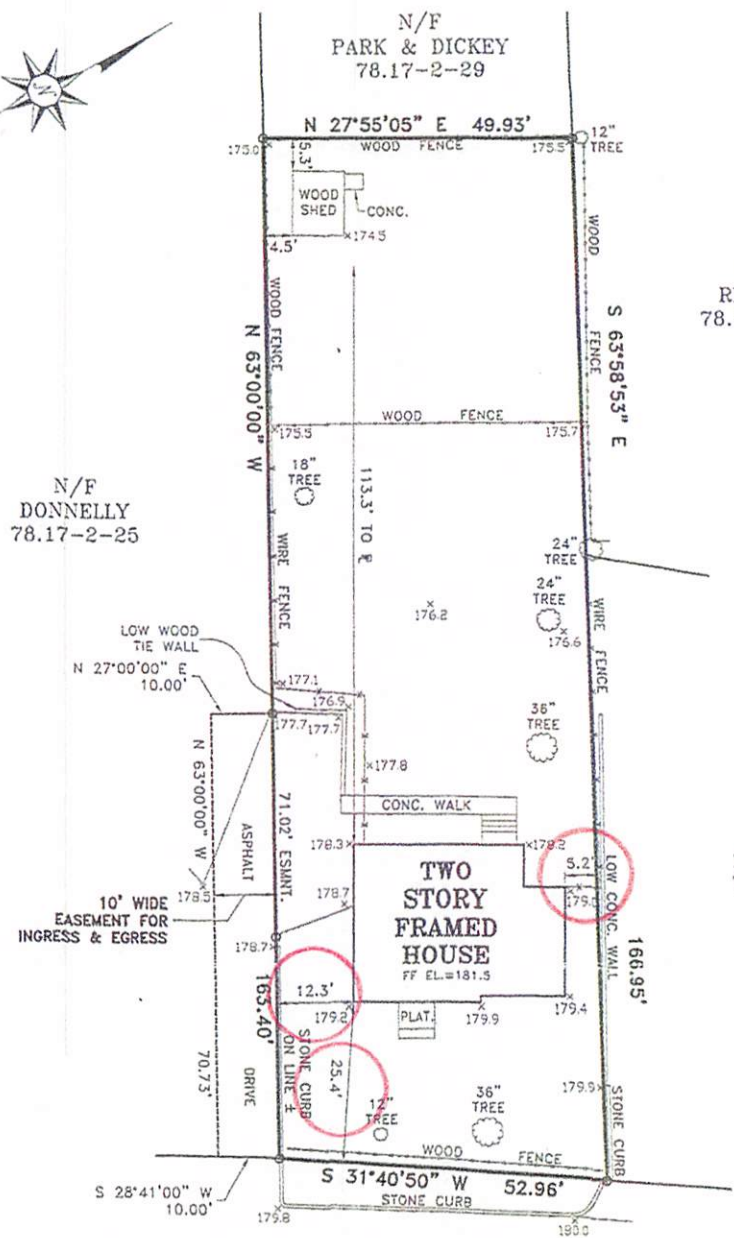 N/F
PARK & DICKEY
78.17-2-29
N
N 27°55'05" E 49.93'
WOOD FENCE
175.0
175.5
12"
TREE
5.3'
WOOD
SHED
CONC.
174.5
4.5'
WOOD FENCE
N 63°00'00" W
WOOD
FENCE
S 63°58'53" E
78.
WOOD FENCE
175.5
175.7
N/F
DONNELLY
78.17-2-25
18"
TREE
113.3' TO
WIRE FENCE
24"
TREE
24"
TREE
176.2
176.6
WIRE FENCE
LOW WOOD
TIE WALL
N 27°00'00" E
10.00'
177.1
176.9
177.7
177.7
36"
TREE
177.8
N 63°00'00" W
ASPHALT
71.02' ESMNT.
CONC. WALK
178.3
178.2
TWO
STORY
FRAMED
HOUSE
FF EL.=181.5
5.2'
LOW CONC. WALL
178.5
178.7
10' WIDE
EASEMENT FOR
INGRESS & EGRESS
178.7
163.40'
166.95'
12.3'
179.2
PLAT.
179.9
179.4
STONE CURB
ON LINE ±
25.4'
70.73'
DRIVE
12"
TREE
36"
TREE
179.9
STONE CURB
WOOD FENCE
S 31°40'50" W 52.96'
S 28°41'00" W
10.00'
STONE CURB
179.8